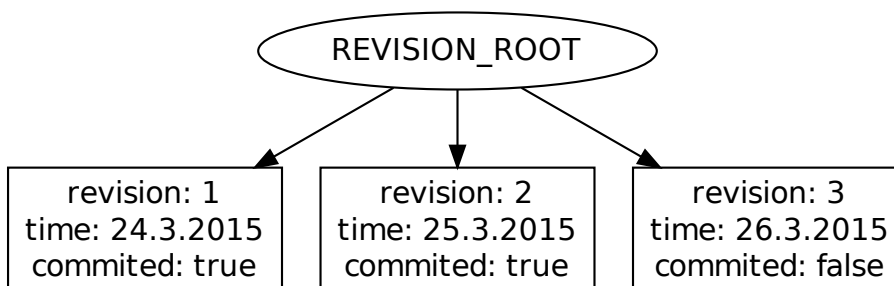 REVISION_ROOT
revision: 1
time: 24.3.2015
commited: true
revision: 2
time: 25.3.2015
commited: true
revision: 3
time: 26.3.2015
commited: false